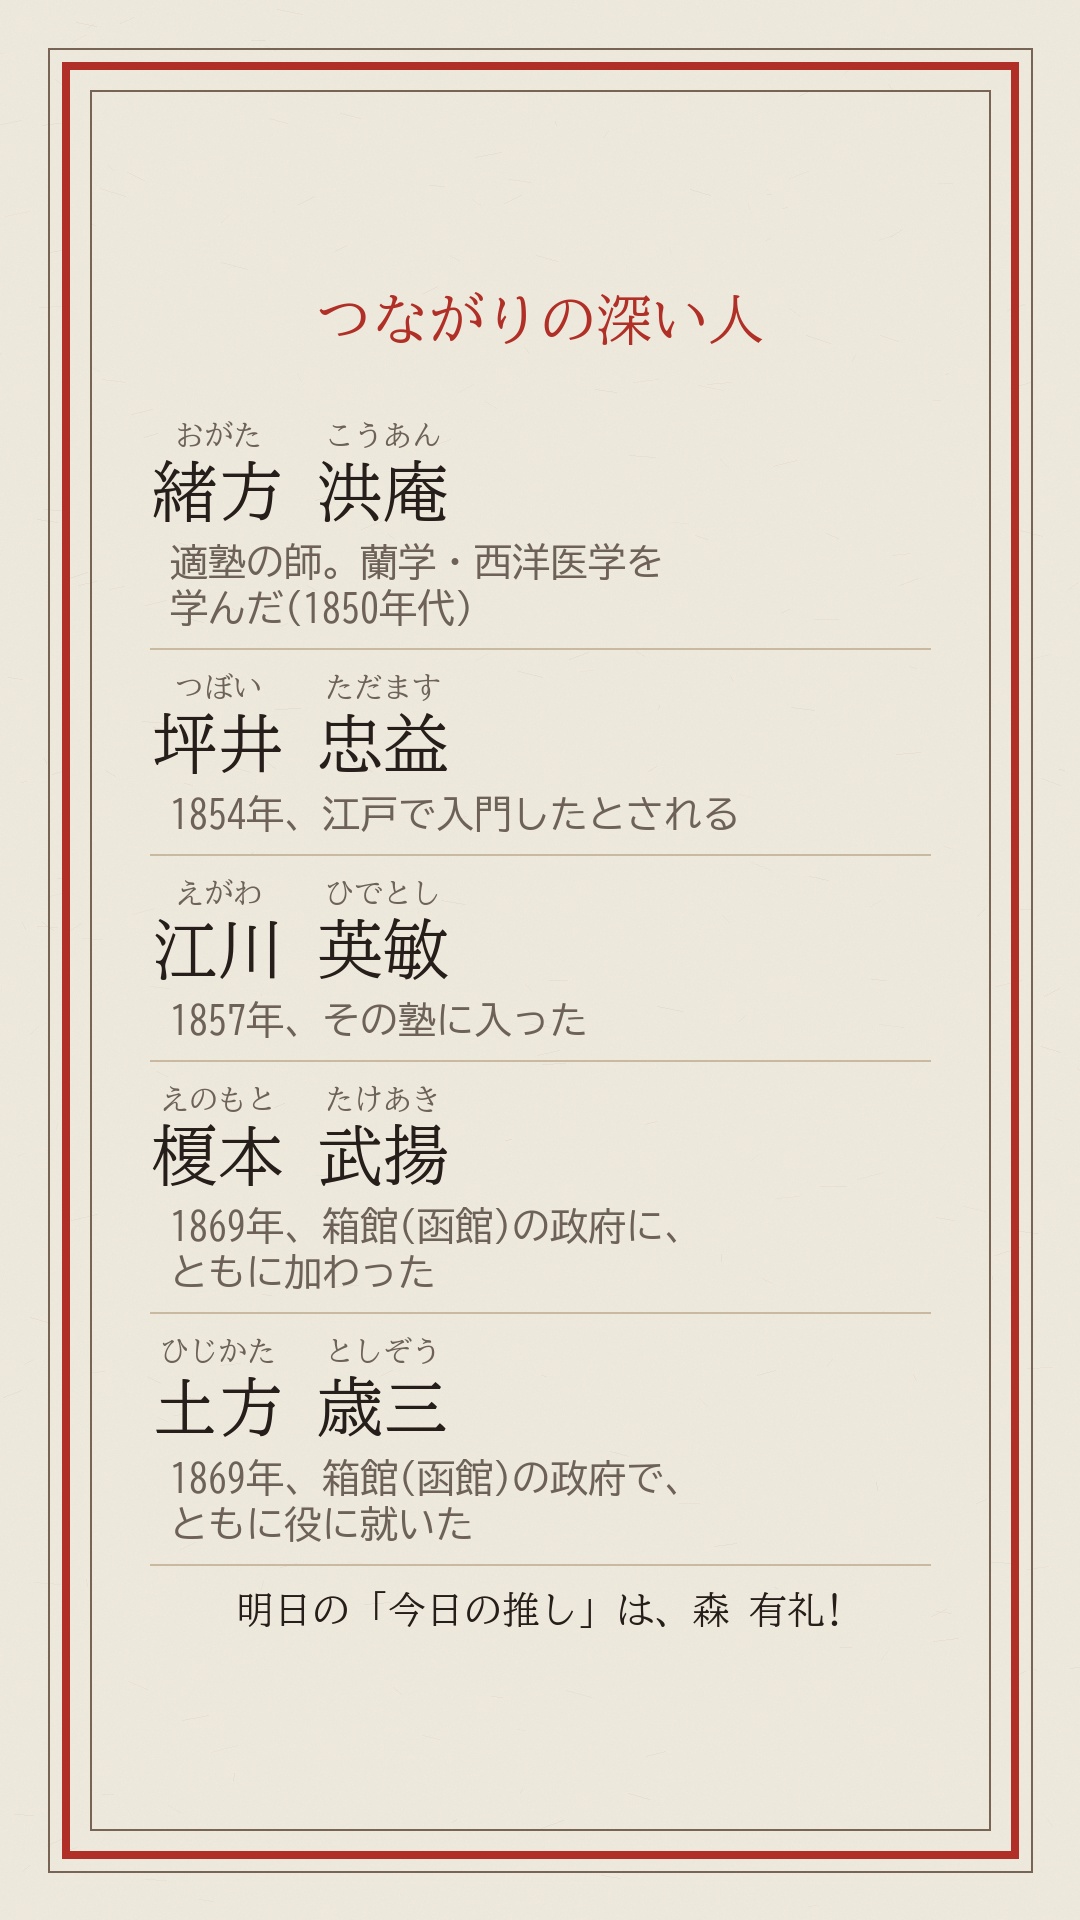 つながりの深い人
おがた こうあん
緒方 洪庵
適塾の師。蘭学・西洋医学を
学んだ(1850年代)
つぼい ただます
坪井 忠益
1854年、江戸で入門したとされる
えがわ ひでとし
江川 英敏
1857年、その塾に入った
えのもと たけあき
榎本 武揚
1869年、箱館(函館)の政府に、
ともに加わった
ひじかた としぞう
土方 歳三
1869年、箱館(函館)の政府で、
ともに役に就いた
明日の「今日の推し」は、森 有礼!